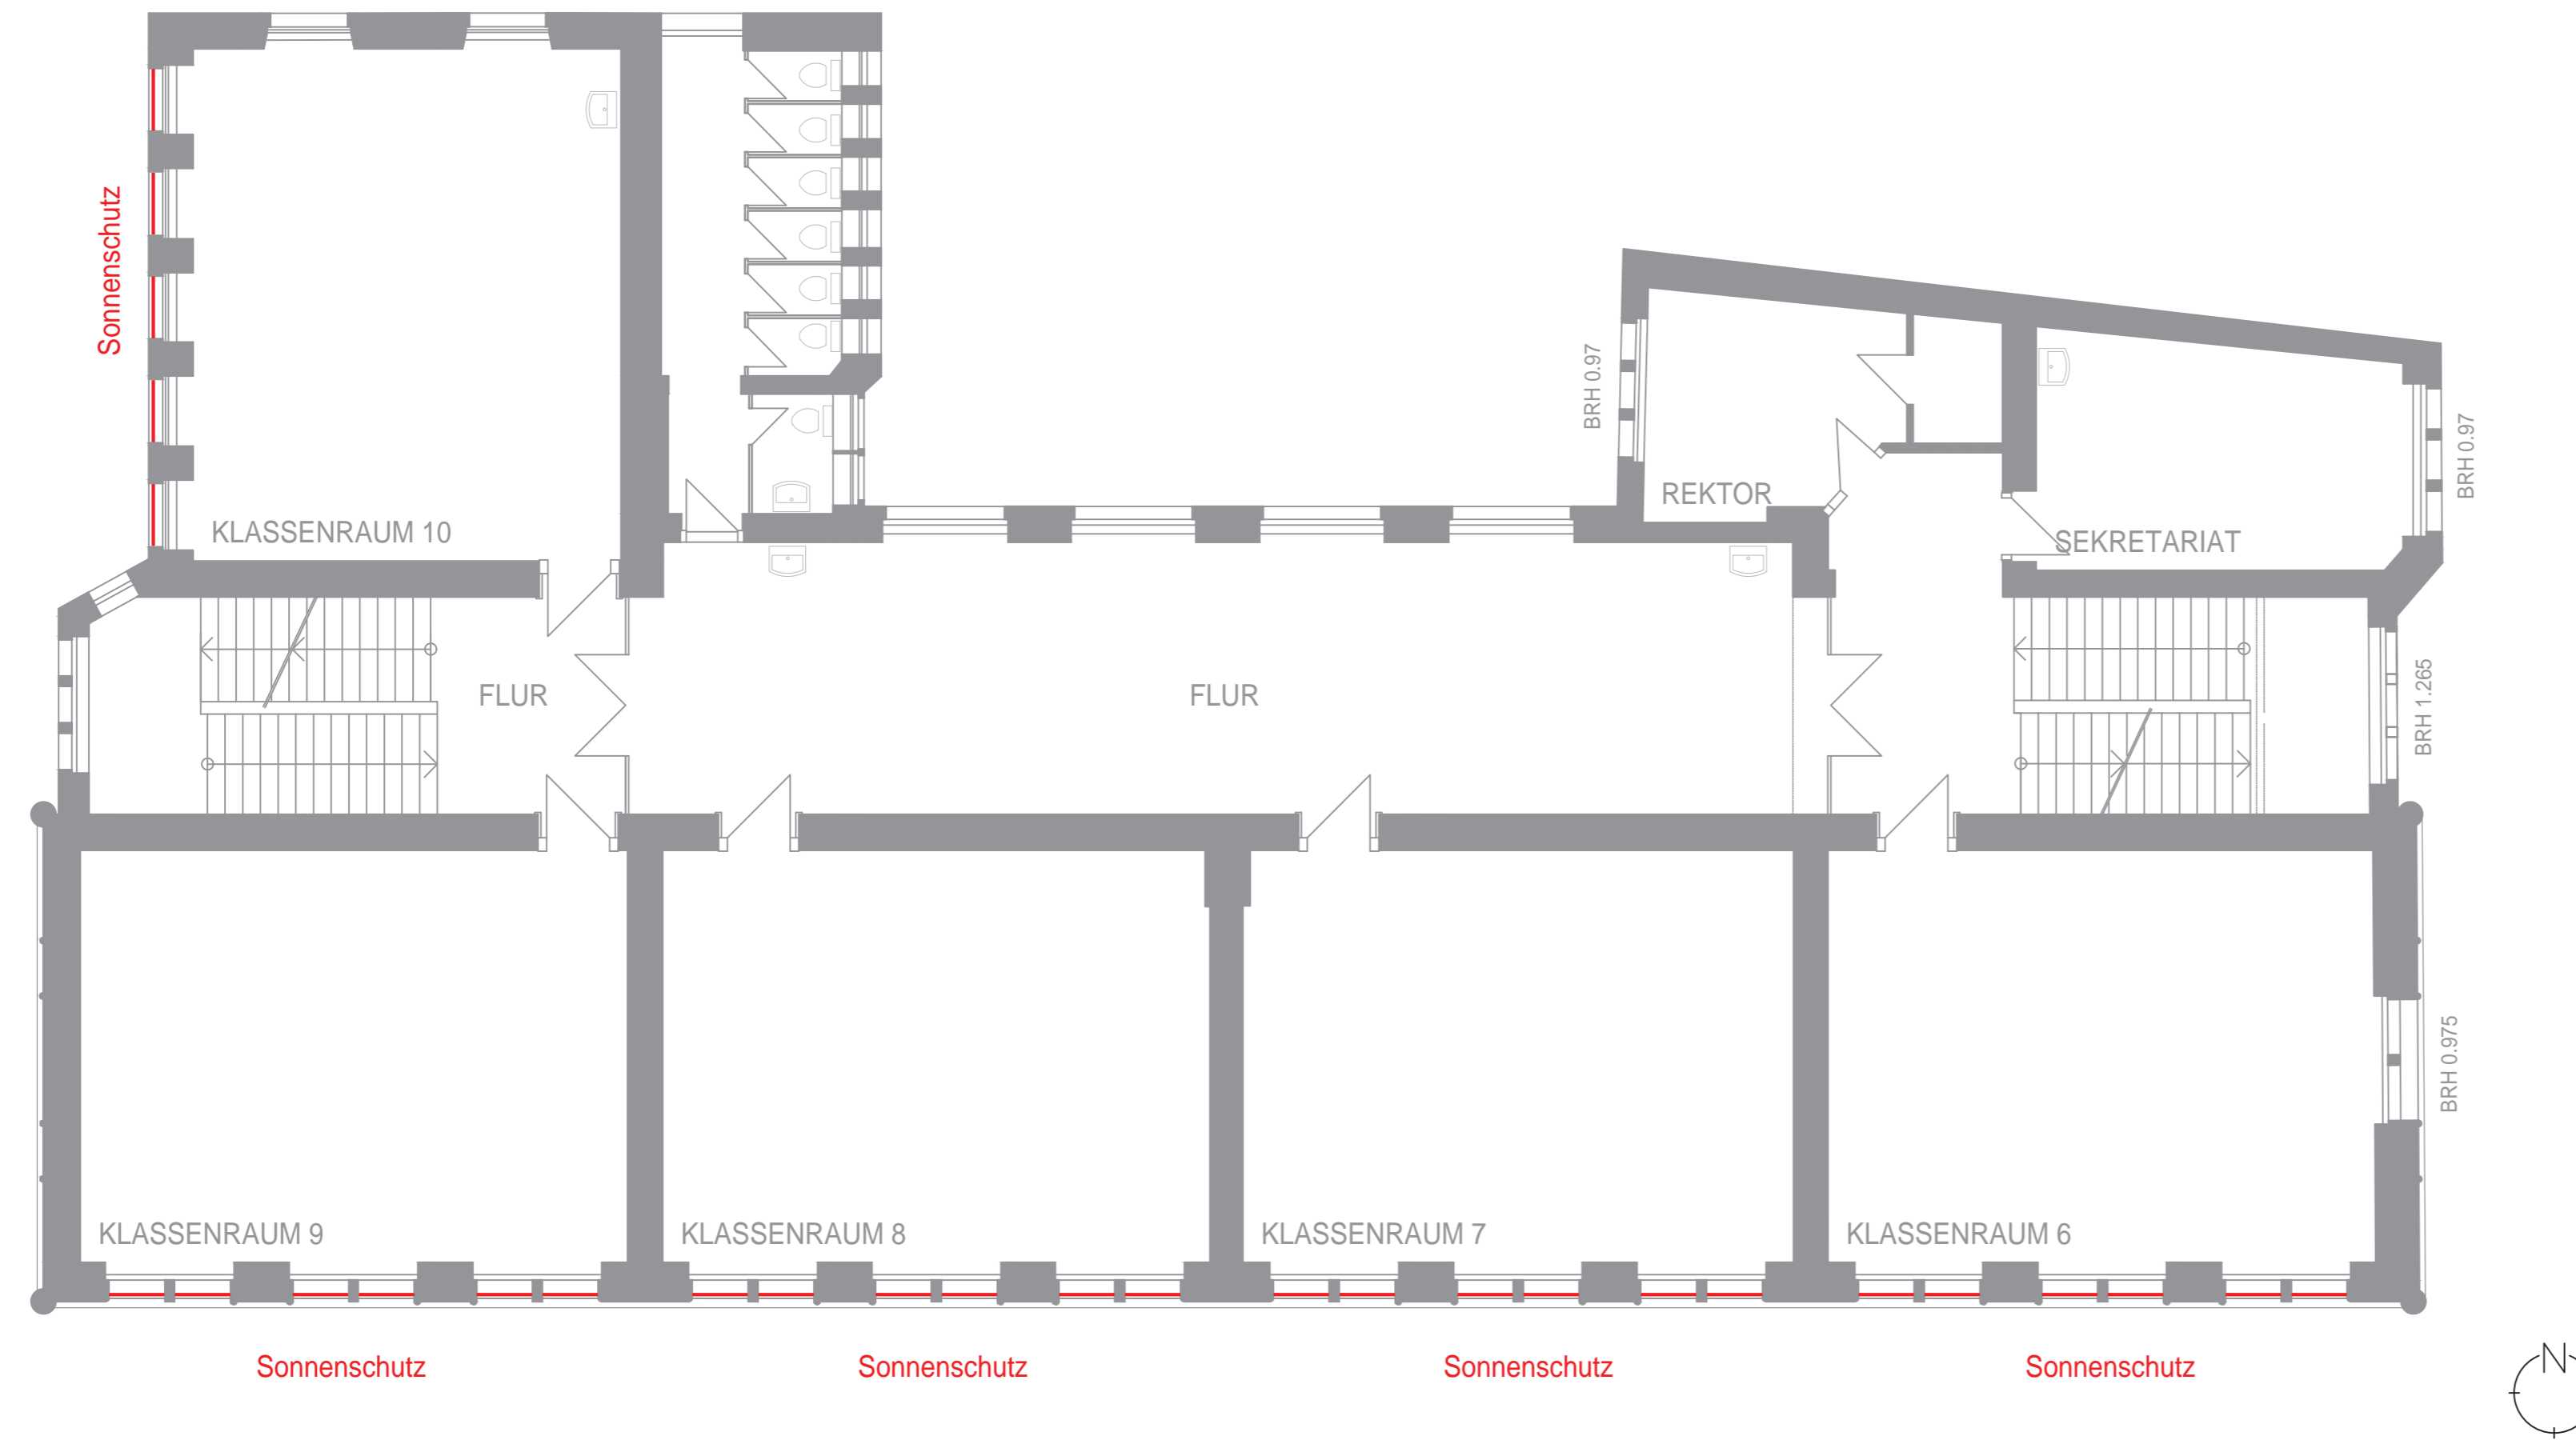 Sonnenschutz
KLASSENRAUM 10
BRH 0.97
REKTOR
SEKRETARIAT
BRH 0.97
FLUR
FLUR
BRH 1.265
BRH 0.975
KLASSENRAUM 9
KLASSENRAUM 8
KLASSENRAUM 7
KLASSENRAUM 6
Sonnenschutz
Sonnenschutz
Sonnenschutz
Sonnenschutz
N